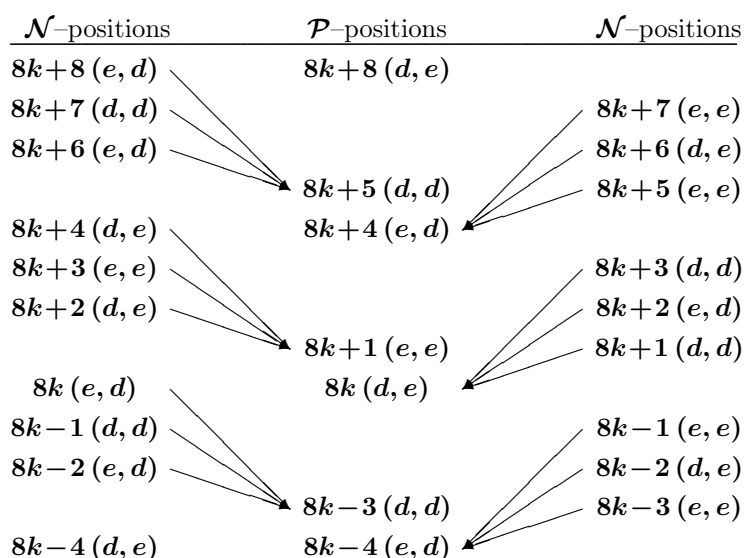 𝒩–positions 𝒫–positions 𝒩–positions
8k+8 (e, d) 8k+8 (d, e)
8k+7 (d, d) 8k+7 (e, e)
8k+6 (e, d) 8k+6 (d, e)
8k+5 (d, d) 8k+5 (e, e)
8k+4 (d, e) 8k+4 (e, d)
8k+3 (e, e) 8k+3 (d, d)
8k+2 (d, e) 8k+2 (e, d)
8k+1 (e, e) 8k+1 (d, d)
8k (e, d) 8k (d, e)
8k−1 (d, d) 8k−1 (e, e)
8k−2 (e, d) 8k−2 (d, e)
8k−3 (d, d) 8k−3 (e, e)
8k−4 (d, e) 8k−4 (e, d)